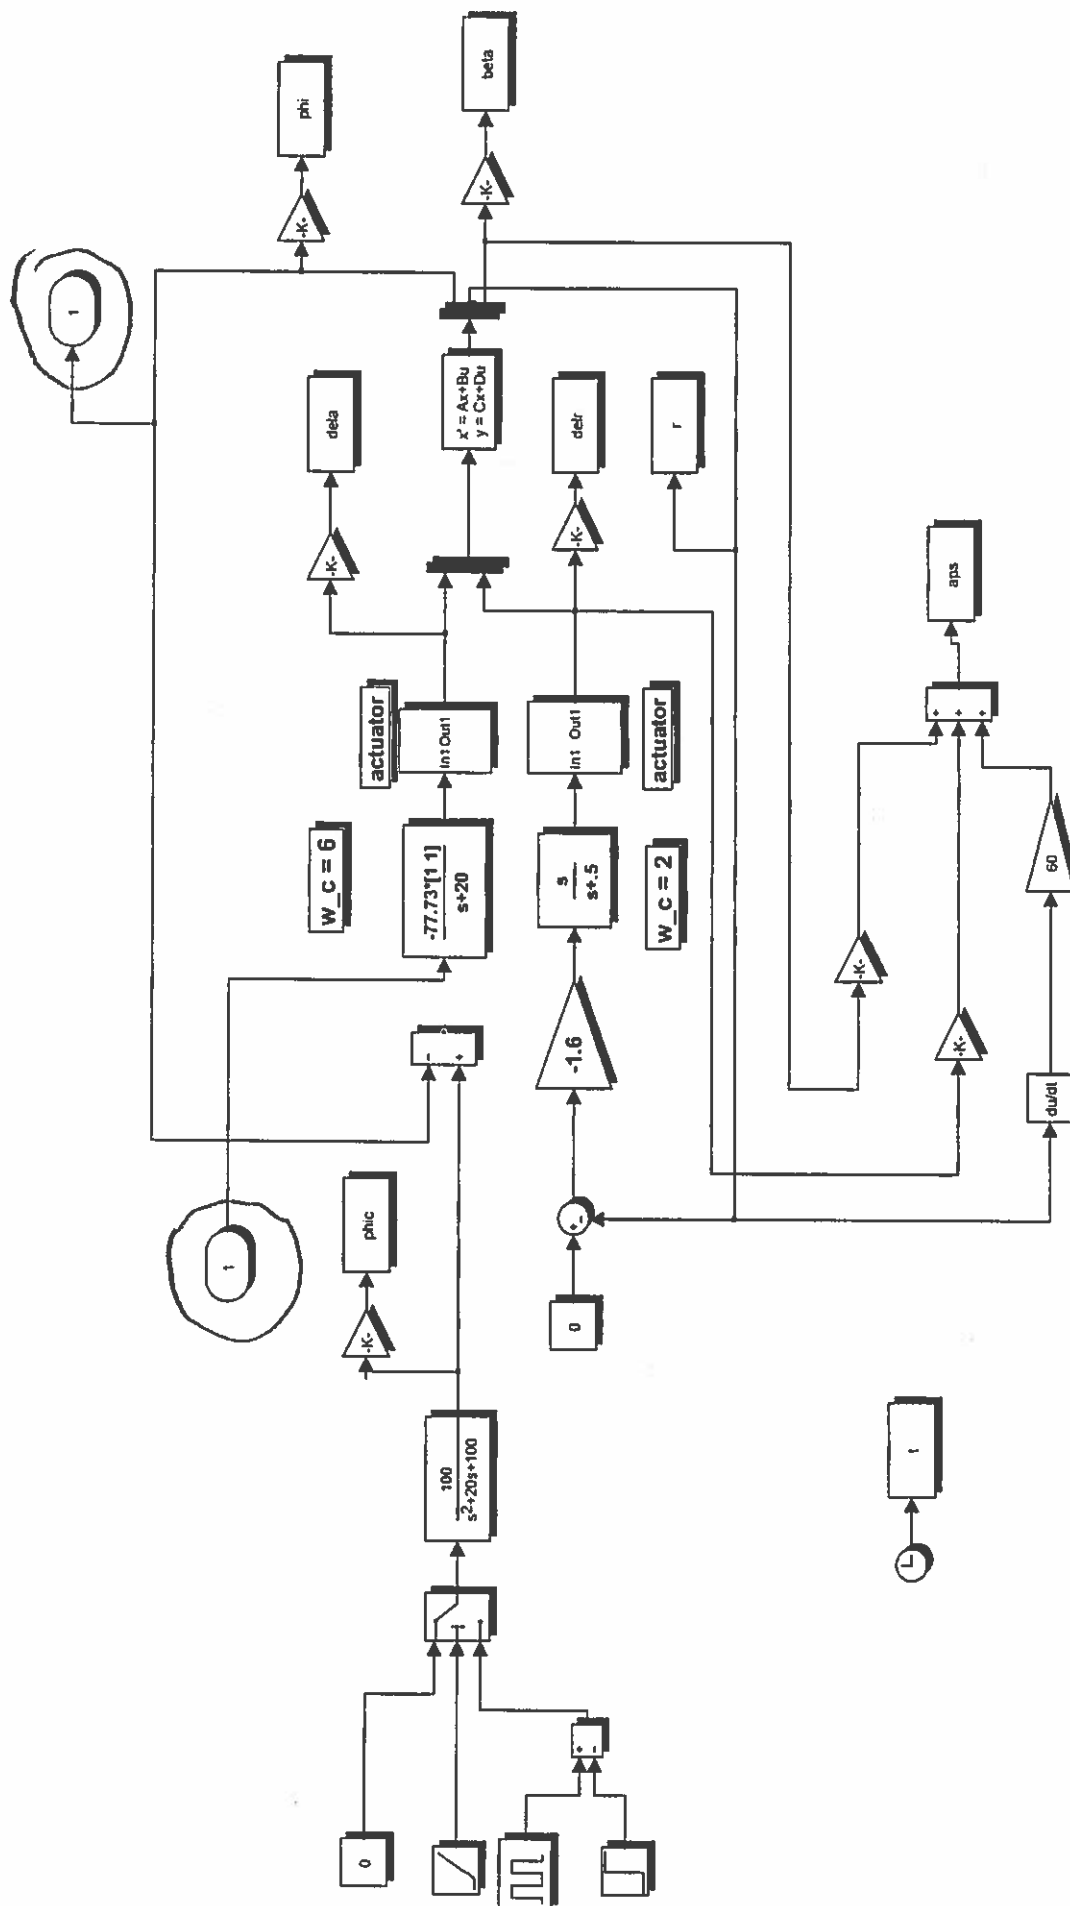 0
+
-
100
s²+20s+100
-K-
phic
1
0
+
-
-
+
-1.6
w_c = 6
-77.73*[1 1]
s+20
s
s+.5
w_c = 2
actuator
In1 Out1
In1 Out1
actuator
-K-
dela
-K-
delr
x' = Ax+Bu
y = Cx+Du
r
1
-K-
phi
-K-
beta
du/dt
-K-
-K-
60
+
+
+
aps
t